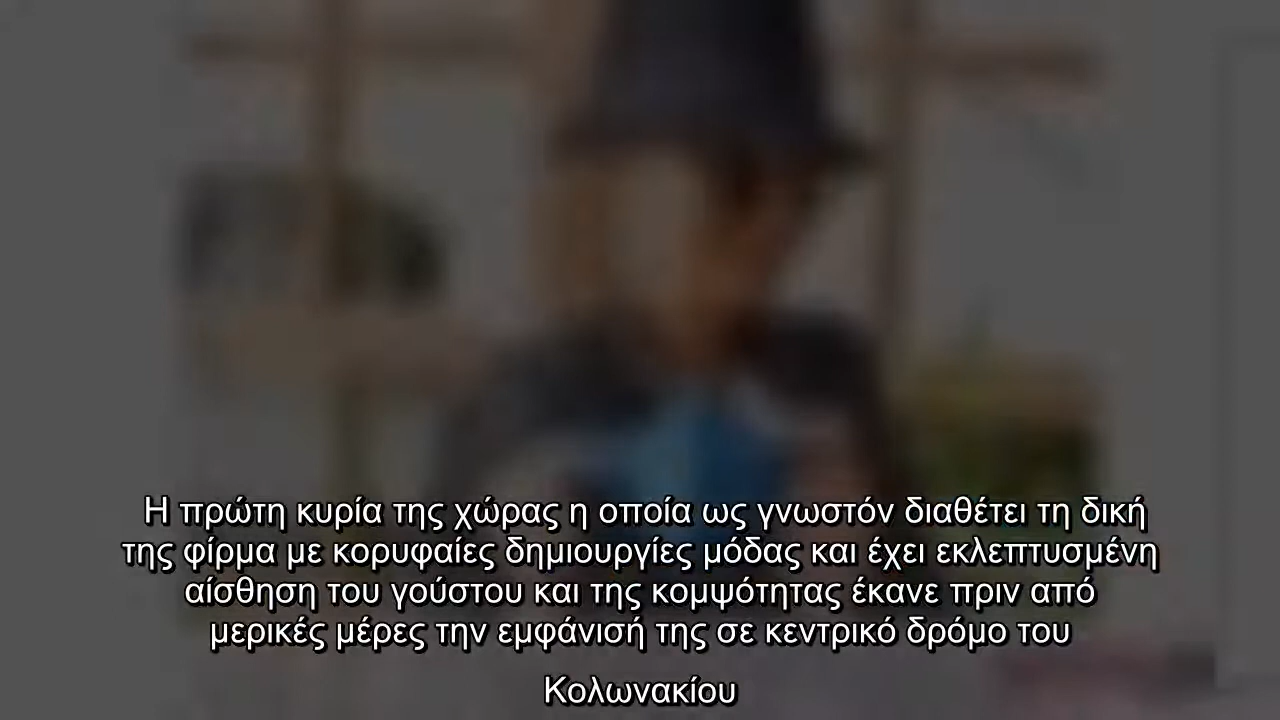 Η πρώτη κυρία της χώρας η οποία ως γνωστόν διαθέτει τη δική
της φίρμα με κορυφαίες δημιουργίες μόδας και έχει εκλεπτυσμένη
αίσθηση του γούστου και της κομψότητας έκανε πριν από
μερικές μέρες την εμφάνισή της σε κεντρικό δρόμο του
Κολωνακίου